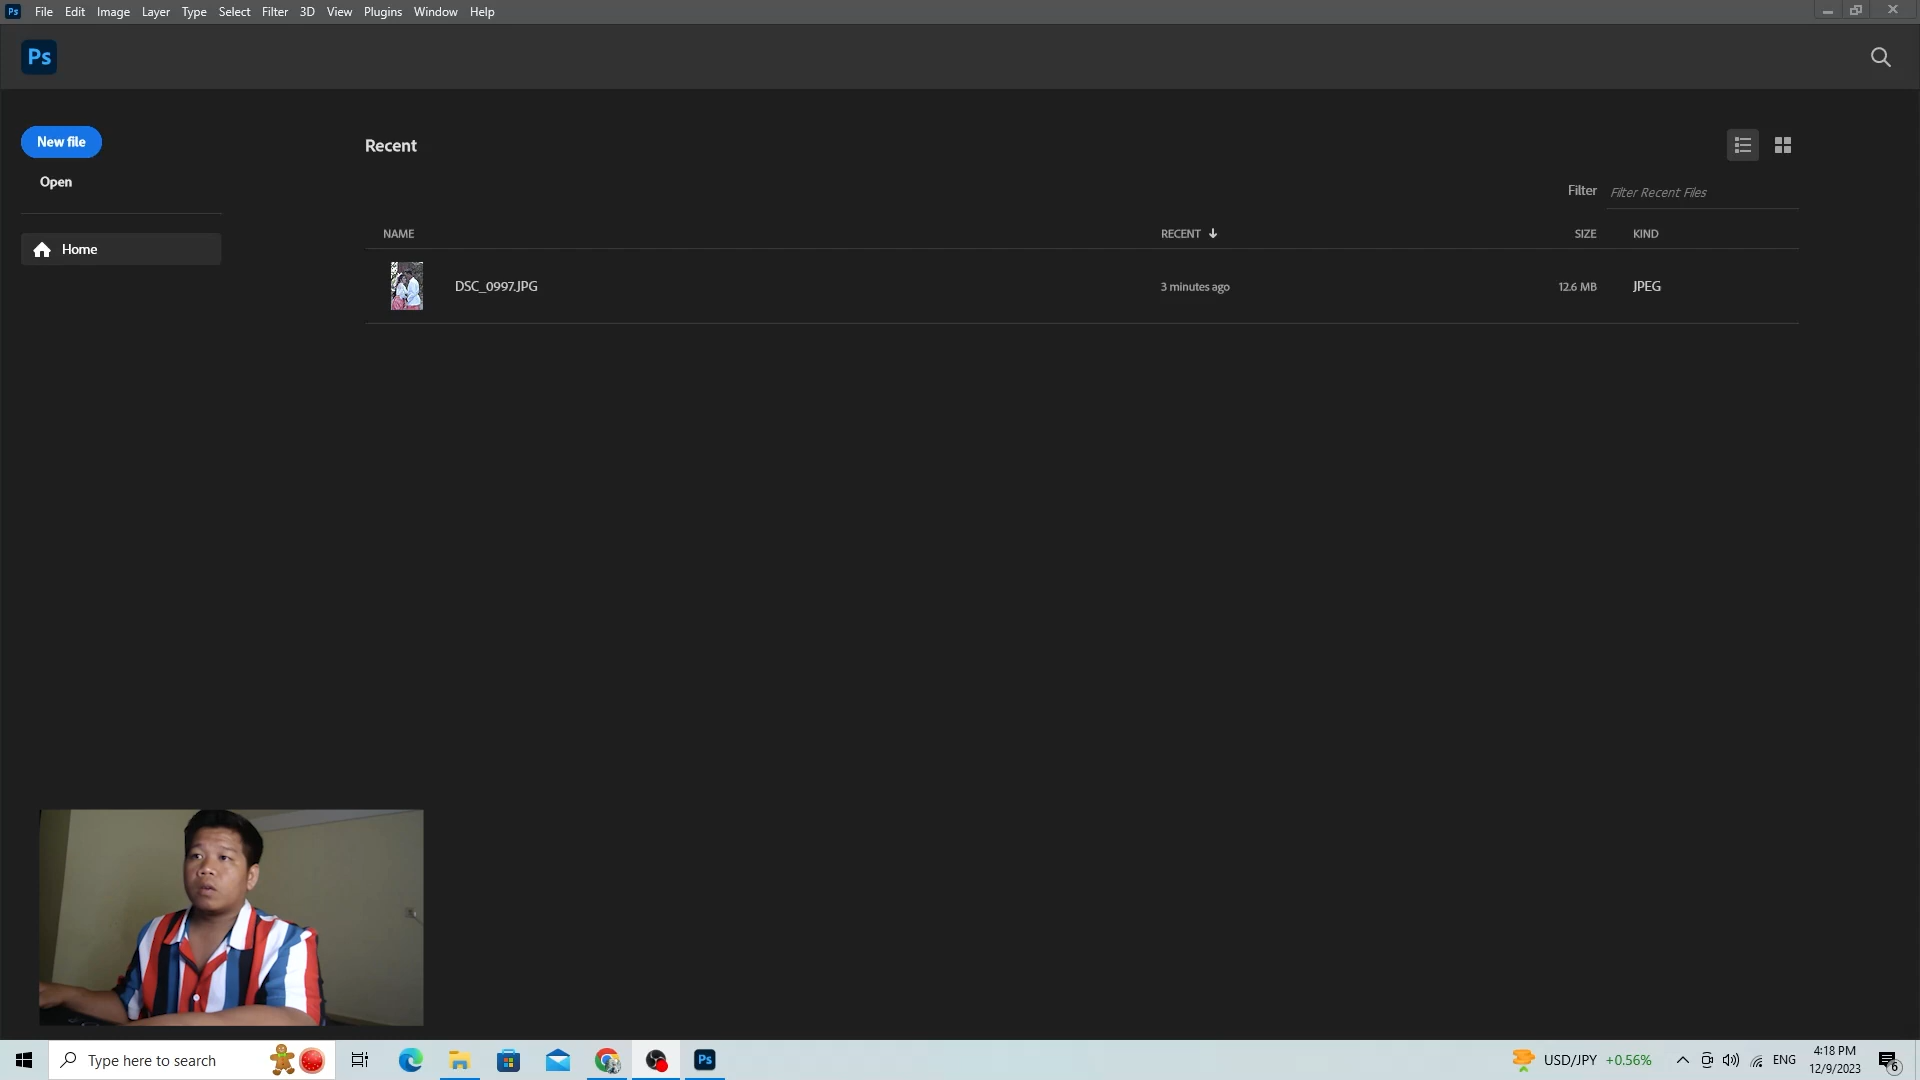 Ps File Edit Image Layer Type Select Filter 3D View Plugins Window Help
Ps
New file
Open
Home
Recent
Filter Filter Recent Files
NAME RECENT SIZE KIND
DSC_0997.JPG 3 minutes ago 12.6 MB JPEG
Type here to search
Ps
USD/JPY +0.56%
ENG
4:18 PM
12/9/2023
6